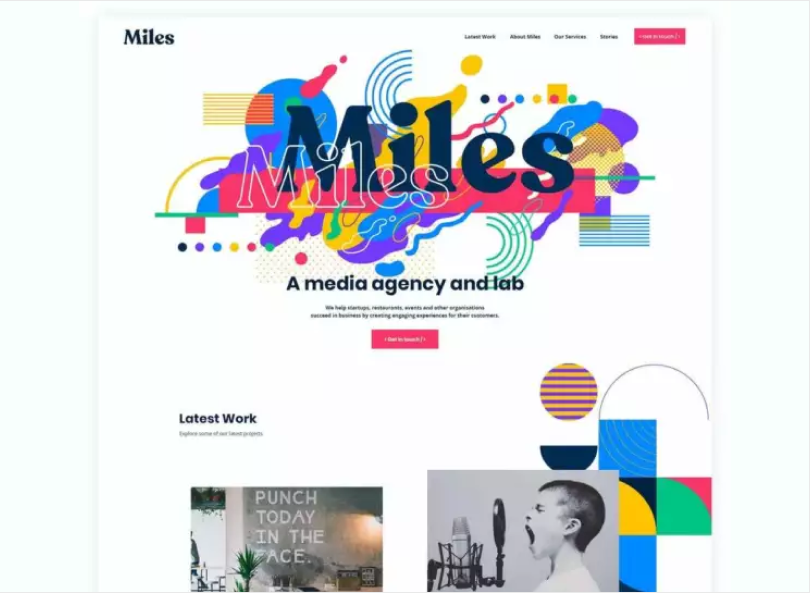 Miles
Latest Work
About Miles
Our Services
Stories
< Get in touch / >
Miles
Miles
A media agency and lab
We help startups, restaurants, events and other organisations
succeed in business by creating engaging experiences for their customers.
< Get in touch / >
Latest Work
Explore some of our latest projects
PUNCH
TODAY
IN THE
FACE.